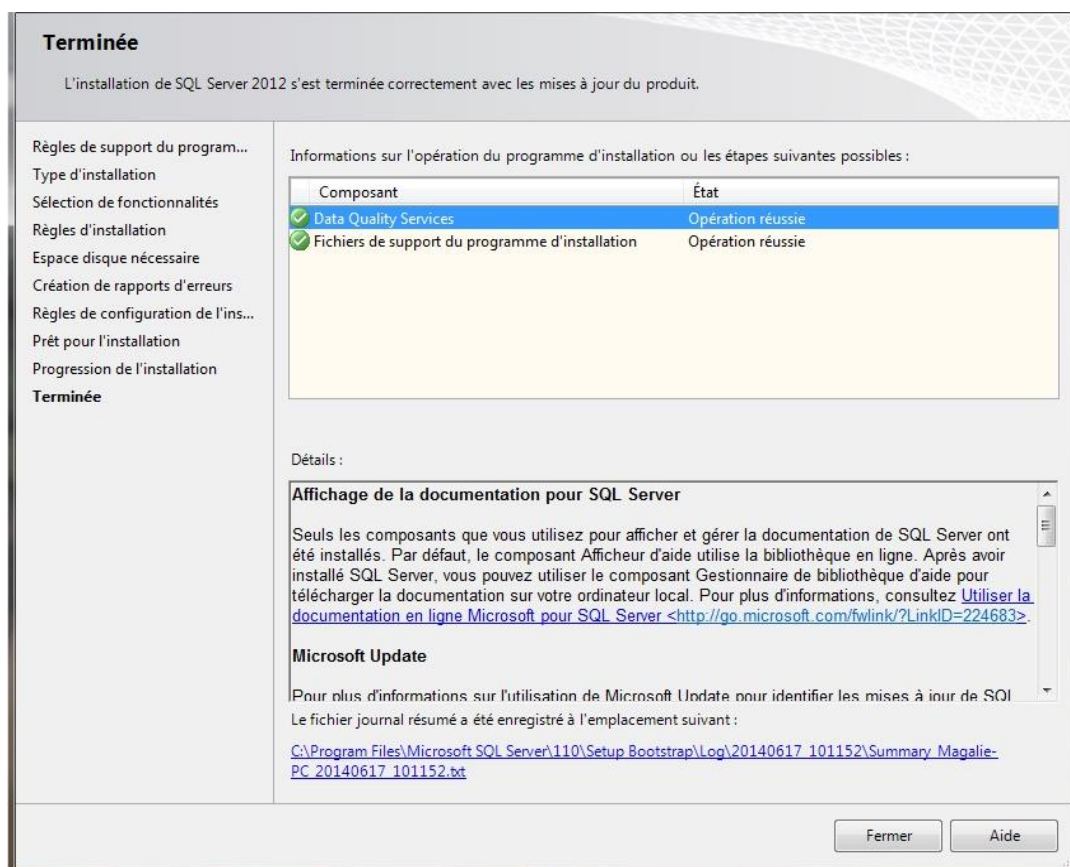 Terminée
L'installation de SQL Server 2012 s'est terminée correctement avec les mises à jour du produit.
Règles de support du program...
Type d'installation
Sélection de fonctionnalités
Règles d'installation
Espace disque nécessaire
Création de rapports d'erreurs
Règles de configuration de l'ins...
Prêt pour l'installation
Progression de l'installation
Terminée
Informations sur l'opération du programme d'installation ou les étapes suivantes possibles :
Composant État
Data Quality Services Opération réussie
Fichiers de support du programme d'installation Opération réussie
Détails :
Affichage de la documentation pour SQL Server
Seuls les composants que vous utilisez pour afficher et gérer la documentation de SQL Server ont
été installés. Par défaut, le composant Afficheur d'aide utilise la bibliothèque en ligne. Après avoir
installé SQL Server, vous pouvez utiliser le composant Gestionnaire de bibliothèque d'aide pour
télécharger la documentation sur votre ordinateur local. Pour plus d'informations, consultez Utiliser la
documentation en ligne Microsoft pour SQL Server <http://go.microsoft.com/fwlink/?LinkID=224683>.
Microsoft Update
Pour plus d'informations sur l'utilisation de Microsoft Update pour identifier les mises à jour de SQL
Le fichier journal résumé a été enregistré à l'emplacement suivant :
C:\Program Files\Microsoft SQL Server\110\Setup Bootstrap\Log\20140617_101152\Summary_Magalie-
PC_20140617_101152.txt
Fermer
Aide